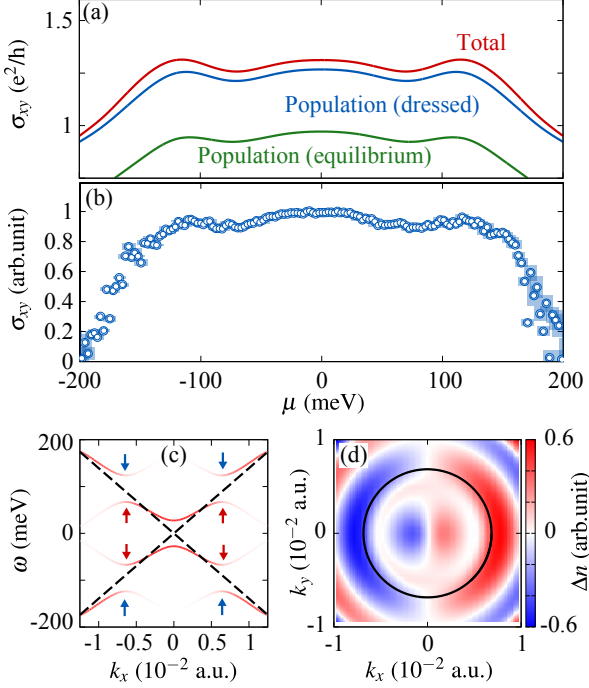 (a)
1.5
1
σxy (e²/h)
Total
Population (dressed)
Population (equilibrium)
(b)
1
0.8
0.6
0.4
0.2
0
σxy (arb.unit)
-200 -100 0 100 200
μ (meV)
(c)
200
0
-200
ω (meV)
-1 -0.5 0 0.5 1
kx (10⁻² a.u.)
(d)
1
0
-1
ky (10⁻² a.u.)
-1 0 1
kx (10⁻² a.u.)
0.6
0
-0.6
Δn (arb.unit)